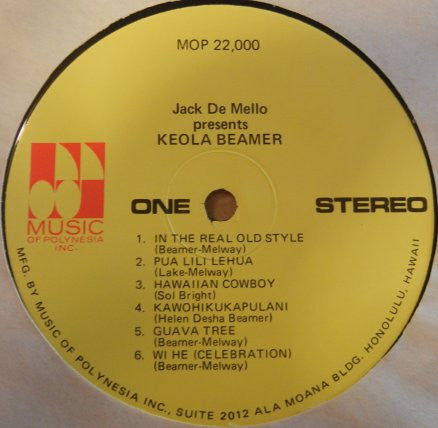 MOP 22,000
Jack De Mello
presents
KEOLA BEAMER
MUSIC
OF POLYNESIA
INC.
ONE
STEREO
1. IN THE REAL OLD STYLE
(Beamer-Melway)
2. PUA LILI LEHUA
(Lake-Melway)
3. HAWAIIAN COWBOY
(Sol Bright)
4. KAWOHIKUKAPULANI
(Helen Desha Beamer)
5. GUAVA TREE
(Beamer-Melway)
6. WI HE (CELEBRATION)
(Beamer-Melway)
MFG. BY MUSIC OF POLYNESIA INC., SUITE 2012 ALA MOANA BLDG. HONOLULU, HAWAII